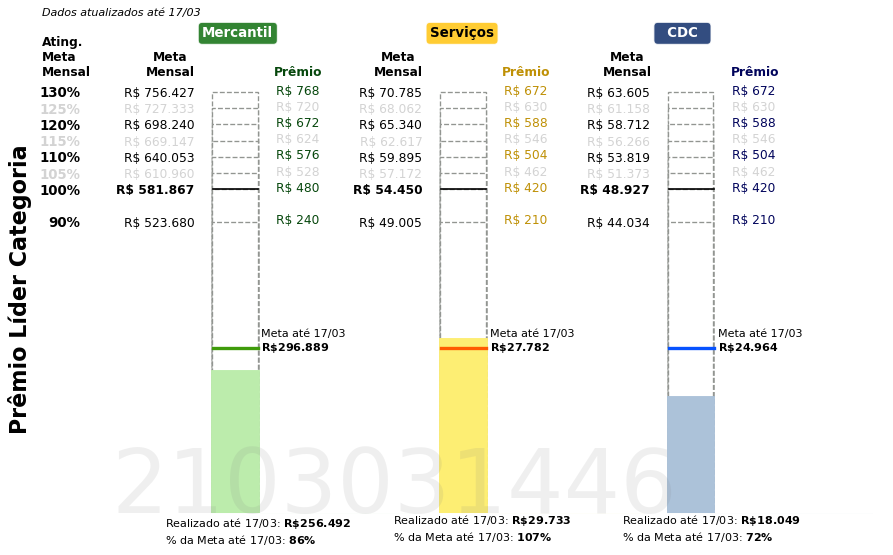 Dados atualizados até 17/03
Mercantil Serviços CDC
Ating.
Meta Meta Meta Meta
Mensal Mensal Prêmio Mensal Prêmio Mensal Prêmio
130% R$ 756.427 R$ 768 R$ 70.785 R$ 672 R$ 63.605 R$ 672
125% R$ 727.333 R$ 720 R$ 68.062 R$ 630 R$ 61.158 R$ 630
120% R$ 698.240 R$ 672 R$ 65.340 R$ 588 R$ 58.712 R$ 588
115% R$ 669.147 R$ 624 R$ 62.617 R$ 546 R$ 56.266 R$ 546
110% R$ 640.053 R$ 576 R$ 59.895 R$ 504 R$ 53.819 R$ 504
105% R$ 610.960 R$ 528 R$ 57.172 R$ 462 R$ 51.373 R$ 462
100% R$ 581.867 R$ 480 R$ 54.450 R$ 420 R$ 48.927 R$ 420
90% R$ 523.680 R$ 240 R$ 49.005 R$ 210 R$ 44.034 R$ 210
Prêmio Líder Categoria
Meta até 17/03 Meta até 17/03 Meta até 17/03
R$296.889 R$27.782 R$24.964
2103031446
Realizado até 17/03: R$256.492 Realizado até 17/03: R$29.733 Realizado até 17/03: R$18.049
% da Meta até 17/03: 86% % da Meta até 17/03: 107% % da Meta até 17/03: 72%